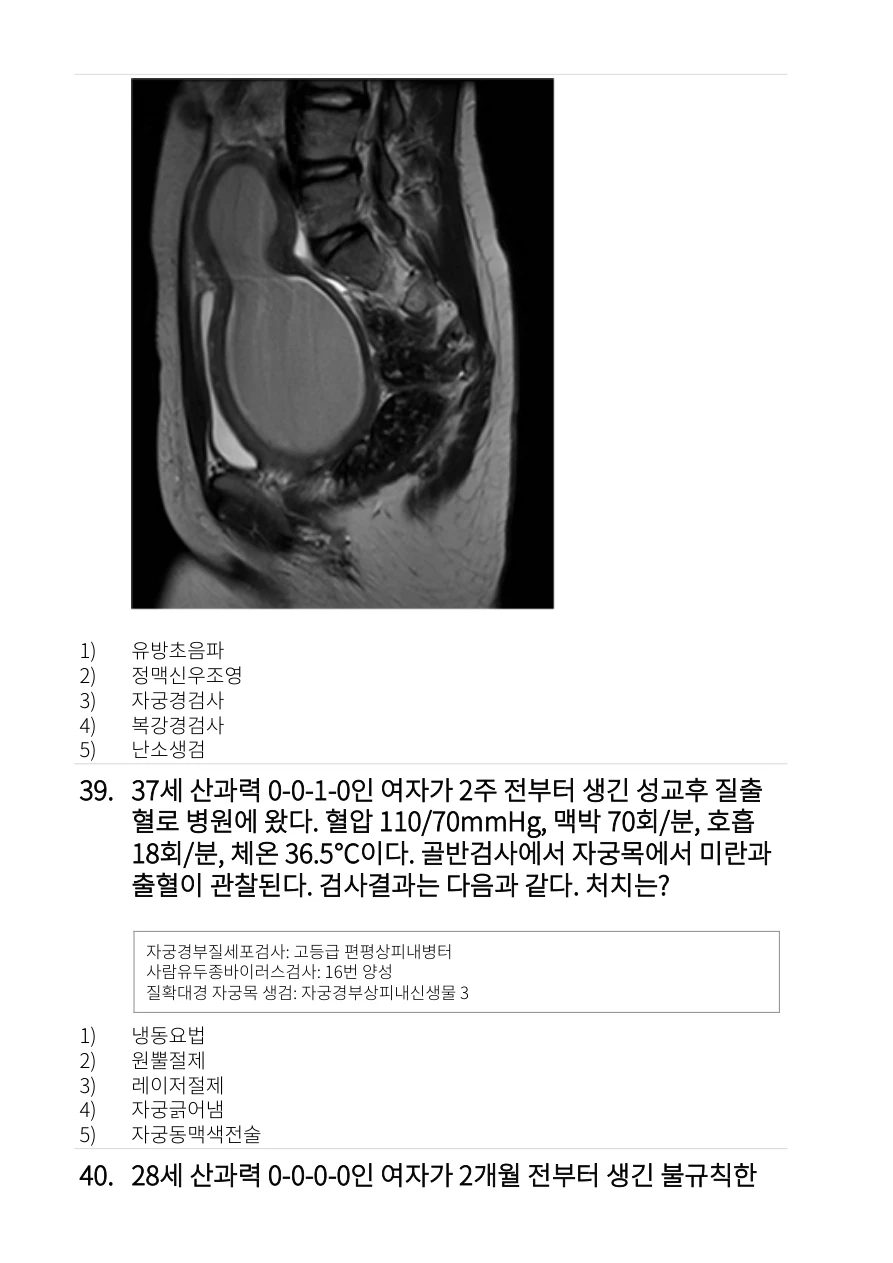 1) 유방초음파
2) 정맥신우조영
3) 자궁경검사
4) 복강경검사
5) 난소생검
39. 37세 산과력 0-0-1-0인 여자가 2주 전부터 생긴 성교후 질출
혈로 병원에 왔다. 혈압 110/70mmHg, 맥박 70회/분, 호흡
18회/분, 체온 36.5℃이다. 골반검사에서 자궁목에서 미란과
출혈이 관찰된다. 검사결과는 다음과 같다. 처치는?
자궁경부질세포검사: 고등급 편평상피내병터
사람유두종바이러스검사: 16번 양성
질확대경 자궁목 생검: 자궁경부상피내신생물 3
1) 냉동요법
2) 원뿔절제
3) 레이저절제
4) 자궁긁어냄
5) 자궁동맥색전술
40. 28세 산과력 0-0-0-0인 여자가 2개월 전부터 생긴 불규칙한